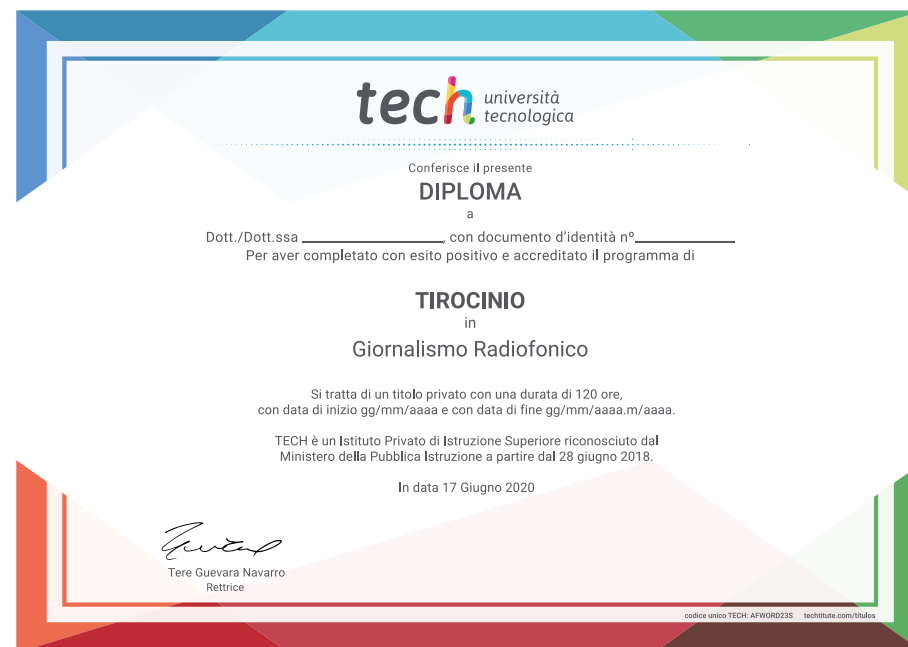 tech università
tecnologica
Conferisce il presente
DIPLOMA
a
Dott./Dott.ssa ____________, con documento d'identità nº____________
Per aver completato con esito positivo e accreditato il programma di
TIROCINIO
in
Giornalismo Radiofonico
Si tratta di un titolo privato con una durata di 120 ore,
con data di inizio gg/mm/aaaa e con data di fine gg/mm/aaaa.m/aaaa.
TECH è un Istituto Privato di Istruzione Superiore riconosciuto dal
Ministero della Pubblica Istruzione a partire dal 28 giugno 2018.
In data 17 Giugno 2020
Tere Guevara Navarro
Rettrice
codice unico TECH: AFWORD23S techtitute.com/titulos